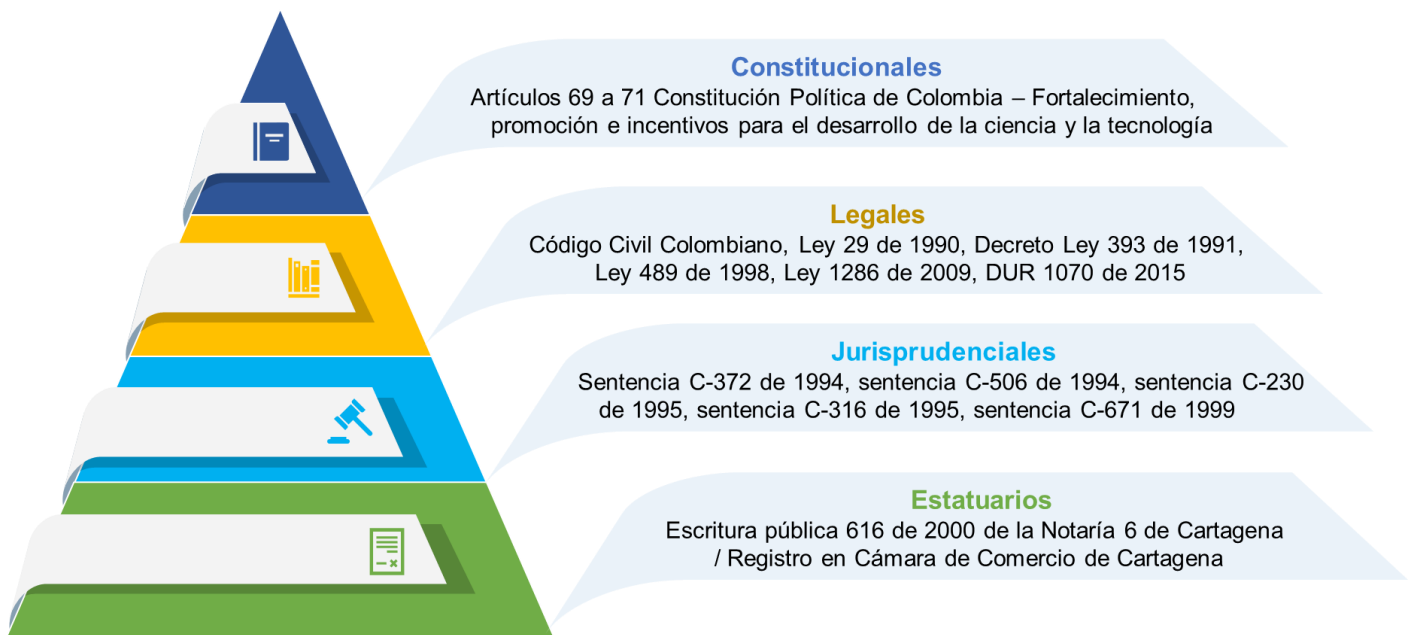 Constitucionales
Artículos 69 a 71 Constitución Política de Colombia – Fortalecimiento,
promoción e incentivos para el desarrollo de la ciencia y la tecnología
Legales
Código Civil Colombiano, Ley 29 de 1990, Decreto Ley 393 de 1991,
Ley 489 de 1998, Ley 1286 de 2009, DUR 1070 de 2015
Jurisprudenciales
Sentencia C-372 de 1994, sentencia C-506 de 1994, sentencia C-230
de 1995, sentencia C-316 de 1995, sentencia C-671 de 1999
Estatuarios
Escritura pública 616 de 2000 de la Notaría 6 de Cartagena
/ Registro en Cámara de Comercio de Cartagena